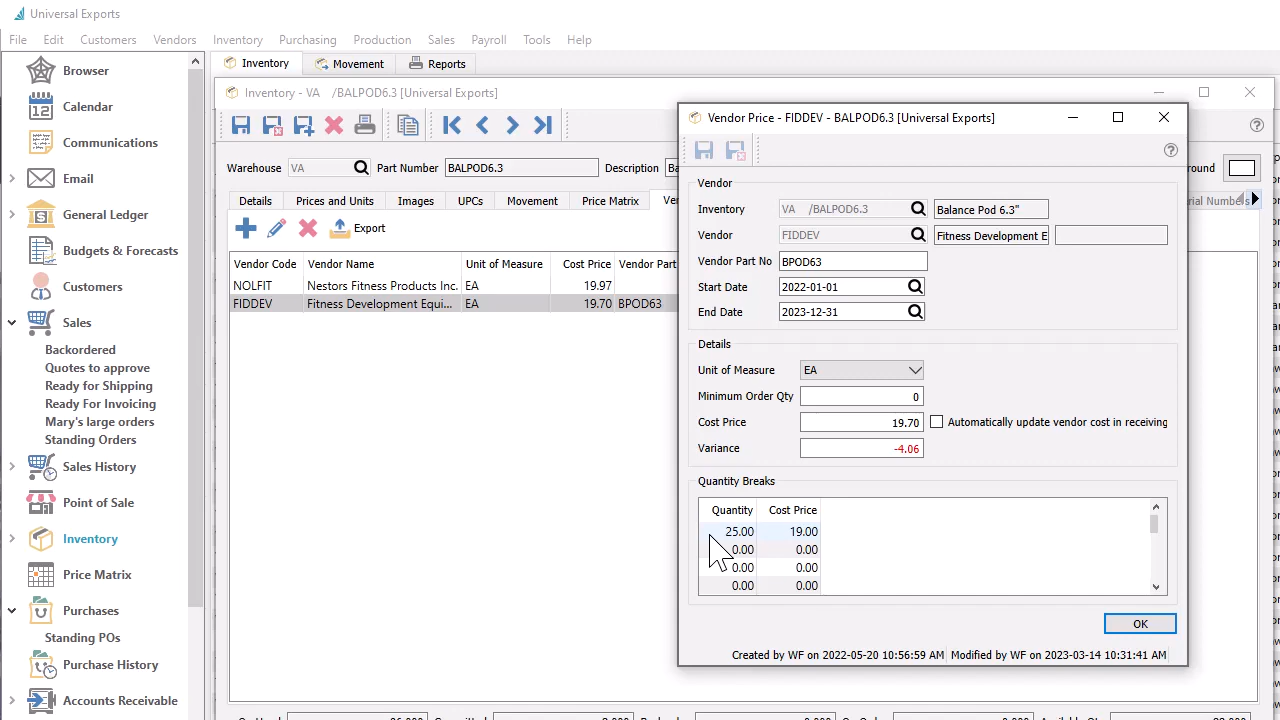 Universal Exports
File Edit Customers Vendors Inventory Purchasing Production Sales Payroll Tools Help
Browser
Calendar
Communications
Email
General Ledger
Budgets & Forecasts
Customers
Sales
Backordered
Quotes to approve
Ready for Shipping
Ready For Invoicing
Mary's large orders
Standing Orders
Sales History
Point of Sale
Inventory
Price Matrix
Purchases
Standing POs
Purchase History
Accounts Receivable
Inventory Movement Reports
Inventory - VA /BALPOD6.3 [Universal Exports]
Warehouse VA Part Number BALPOD6.3 Description
Details Prices and Units Images UPCs Movement Price Matrix
Export
Vendor Code Vendor Name Unit of Measure Cost Price Vendor Part
NOLFIT Nestors Fitness Products Inc. EA 19.97
FIDDEV Fitness Development Equi... EA 19.70 BPOD63
Vendor Price - FIDDEV - BALPOD6.3 [Universal Exports]
Vendor
Inventory VA /BALPOD6.3 Balance Pod 6.3"
Vendor FIDDEV Fitness Development E
Vendor Part No BPOD63
Start Date 2022-01-01
End Date 2023-12-31
Details
Unit of Measure EA
Minimum Order Qty 0
Cost Price 19.70 Automatically update vendor cost in receiving
Variance -4.06
Quantity Breaks
Quantity Cost Price
25.00 19.00
0.00 0.00
0.00 0.00
0.00 0.00
OK
Created by WF on 2022-05-20 10:56:59 AM Modified by WF on 2023-03-14 10:31:41 AM